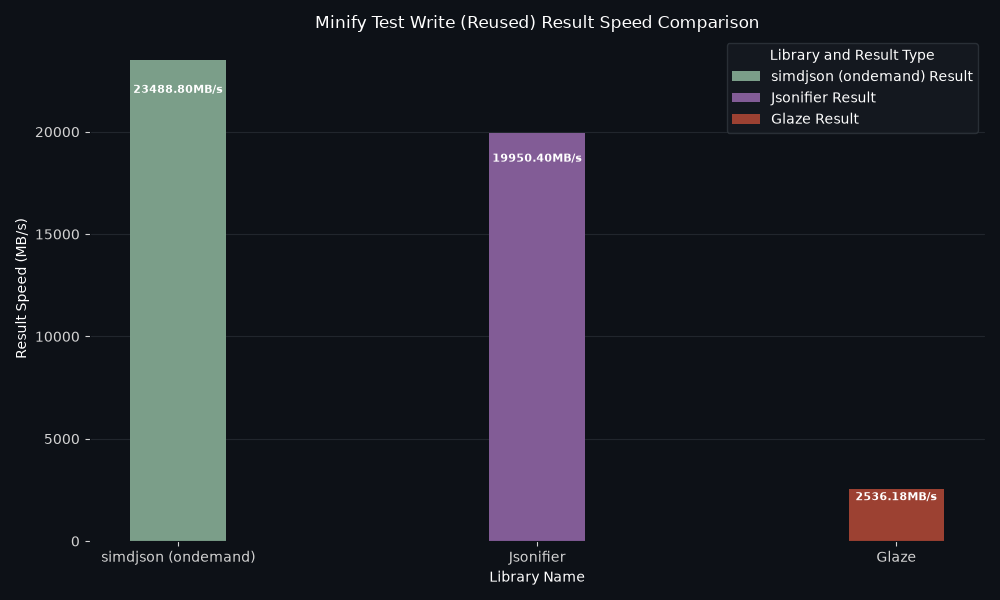 Minify Test Write (Reused) Result Speed Comparison
Library and Result Type
simdjson (ondemand) Result
Jsonifier Result
Glaze Result
23488.80MB/s
19950.40MB/s
2536.18MB/s
Result Speed (MB/s)
20000
15000
10000
5000
0
simdjson (ondemand)
Jsonifier
Glaze
Library Name